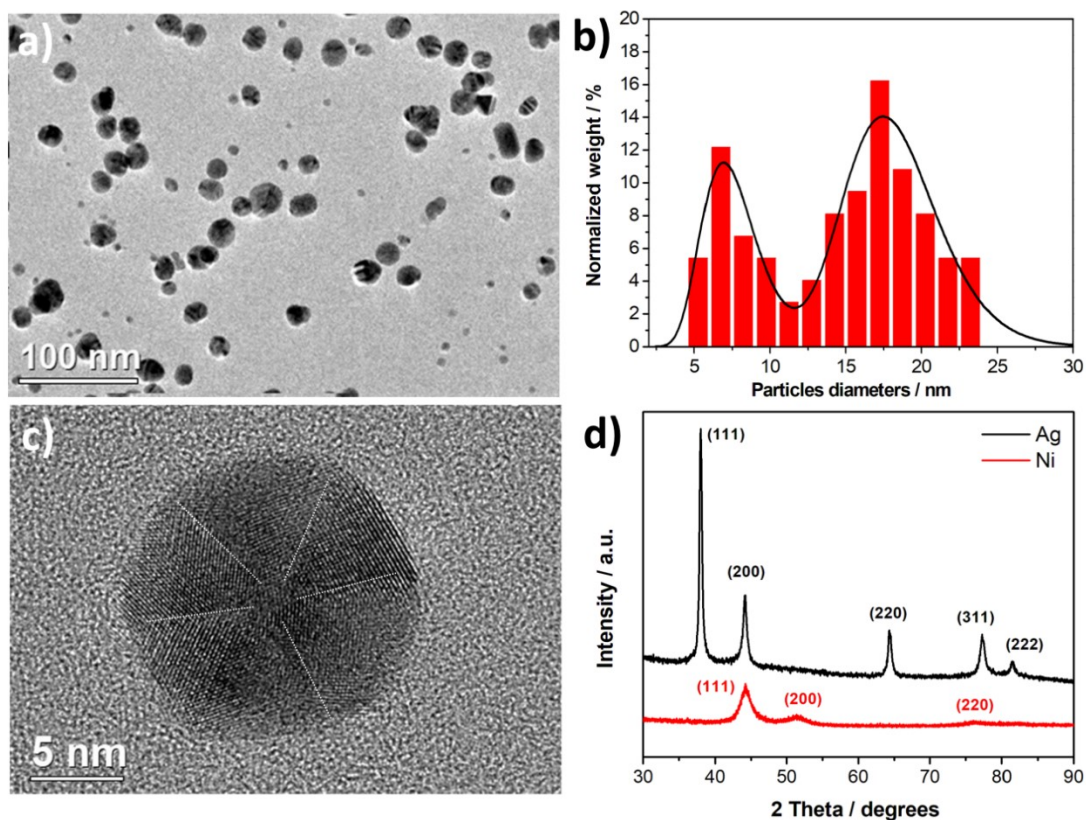 a)
100 nm
b)
Normalized weight / %
20
18
16
14
12
10
8
6
4
2
0
5 10 15 20 25 30
Particles diameters / nm
c)
5 nm
d)
Intensity / a.u.
Ag
Ni
(111)
(200)
(220)
(311)
(222)
(111)
(200)
(220)
30 40 50 60 70 80 90
2 Theta / degrees